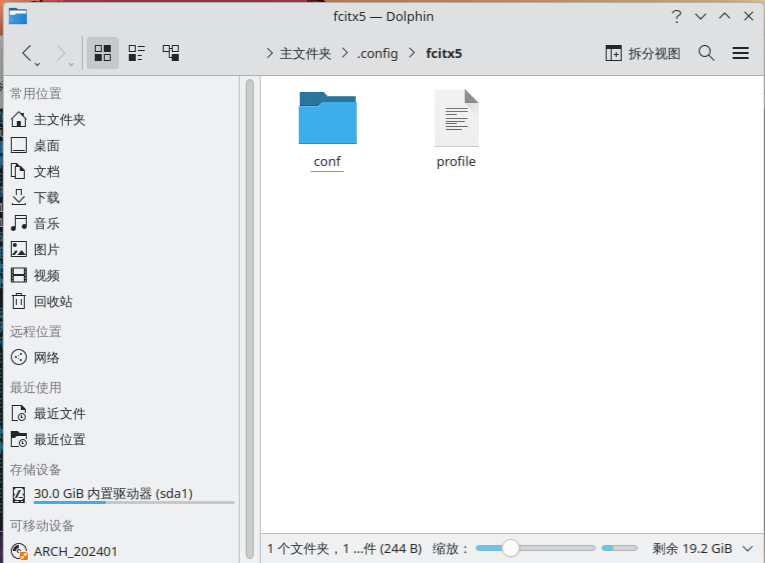 fcitx5 — Dolphin
主文件夹 .config fcitx5 拆分视图
常用位置
主文件夹
桌面
文档
下载
音乐
图片
视频
回收站
远程位置
网络
最近使用
最近文件
最近位置
存储设备
30.0 GiB 内置驱动器 (sda1)
可移动设备
ARCH_202401
conf
profile
1 个文件夹，1 ...件 (244 B) 缩放： 剩余 19.2 GiB